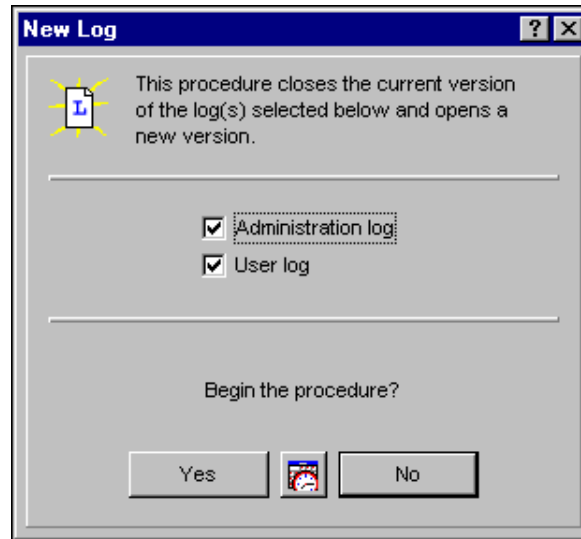 New Log
This procedure closes the current version
of the log(s) selected below and opens a
new version.
L
Administration log
User log
Begin the procedure?
Yes
No